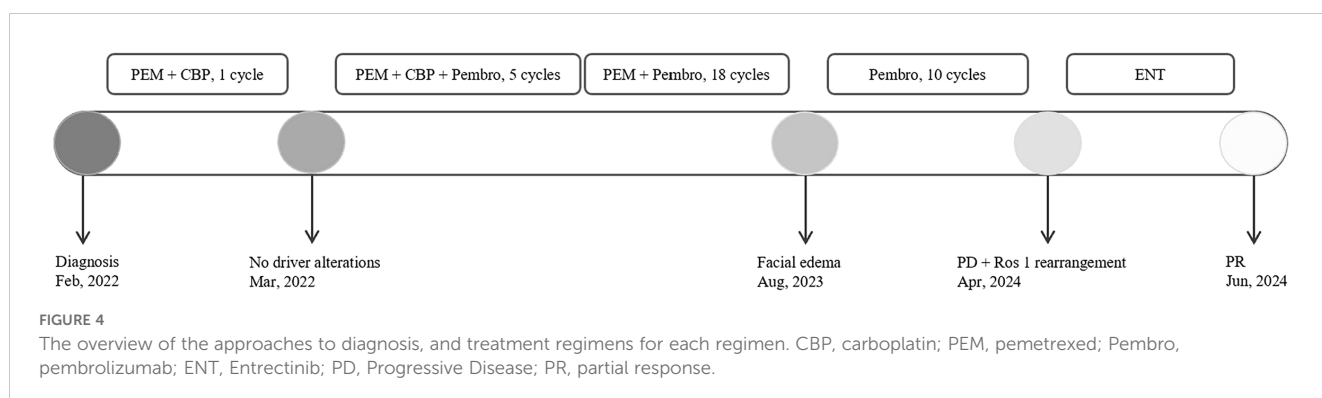 PEM + CBP, 1 cycle
PEM + CBP + Pembro, 5 cycles
PEM + Pembro, 18 cycles
Pembro, 10 cycles
ENT
Diagnosis
Feb, 2022
No driver alterations
Mar, 2022
Facial edema
Aug, 2023
PD + Ros 1 rearrangement
Apr, 2024
PR
Jun, 2024
FIGURE 4
The overview of the approaches to diagnosis, and treatment regimens for each regimen. CBP, carboplatin; PEM, pemetrexed; Pembro,
pembrolizumab; ENT, Entrectinib; PD, Progressive Disease; PR, partial response.